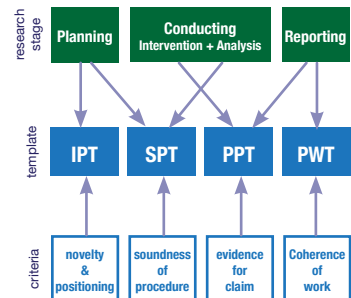 research
stage
Planning
Conducting
Intervention + Analysis
Reporting
template
IPT
SPT
PPT
PWT
criteria
novelty
&
positioning
soundness
of
procedure
evidence
for
claim
Coherence
of
work